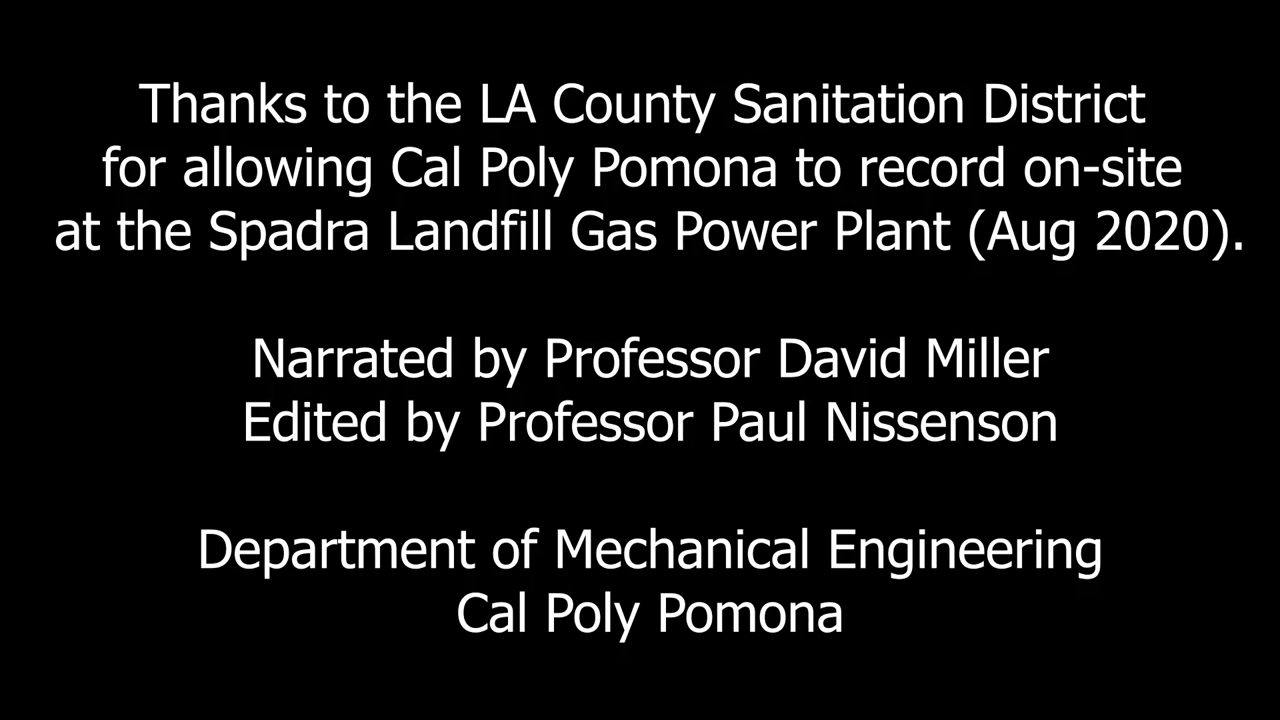 Thanks to the LA County Sanitation District
for allowing Cal Poly Pomona to record on-site
at the Spadra Landfill Gas Power Plant (Aug 2020).
Narrated by Professor David Miller
Edited by Professor Paul Nissenson
Department of Mechanical Engineering
Cal Poly Pomona